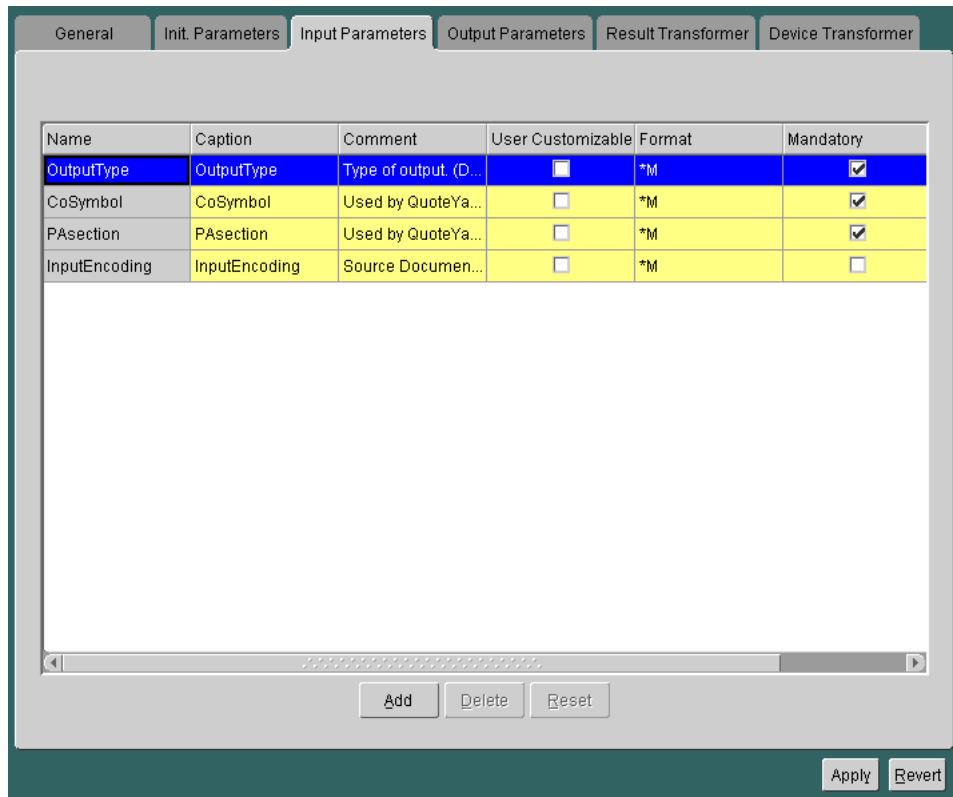 General Init. Parameters Input Parameters Output Parameters Result Transformer Device Transformer
Name Caption Comment User Customizable Format Mandatory
OutputType OutputType Type of output. (D... *M
CoSymbol CoSymbol Used by QuoteYa... *M
PAsection PAsection Used by QuoteYa... *M
InputEncoding InputEncoding Source Documen... *M
Add Delete Reset
Apply Revert